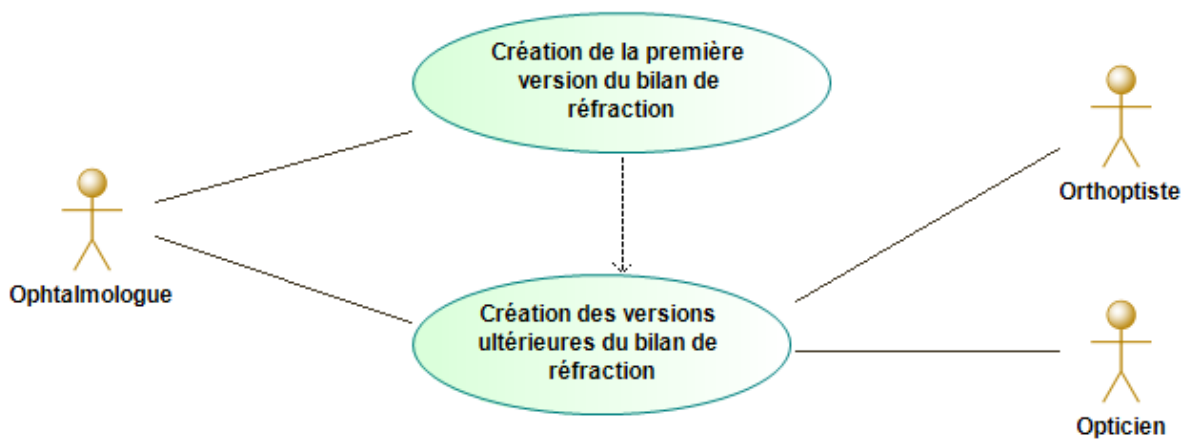 Création de la première
version du bilan de
réfraction
Orthoptiste
Ophtalmologue
Création des versions
ultérieures du bilan de
réfraction
Opticien